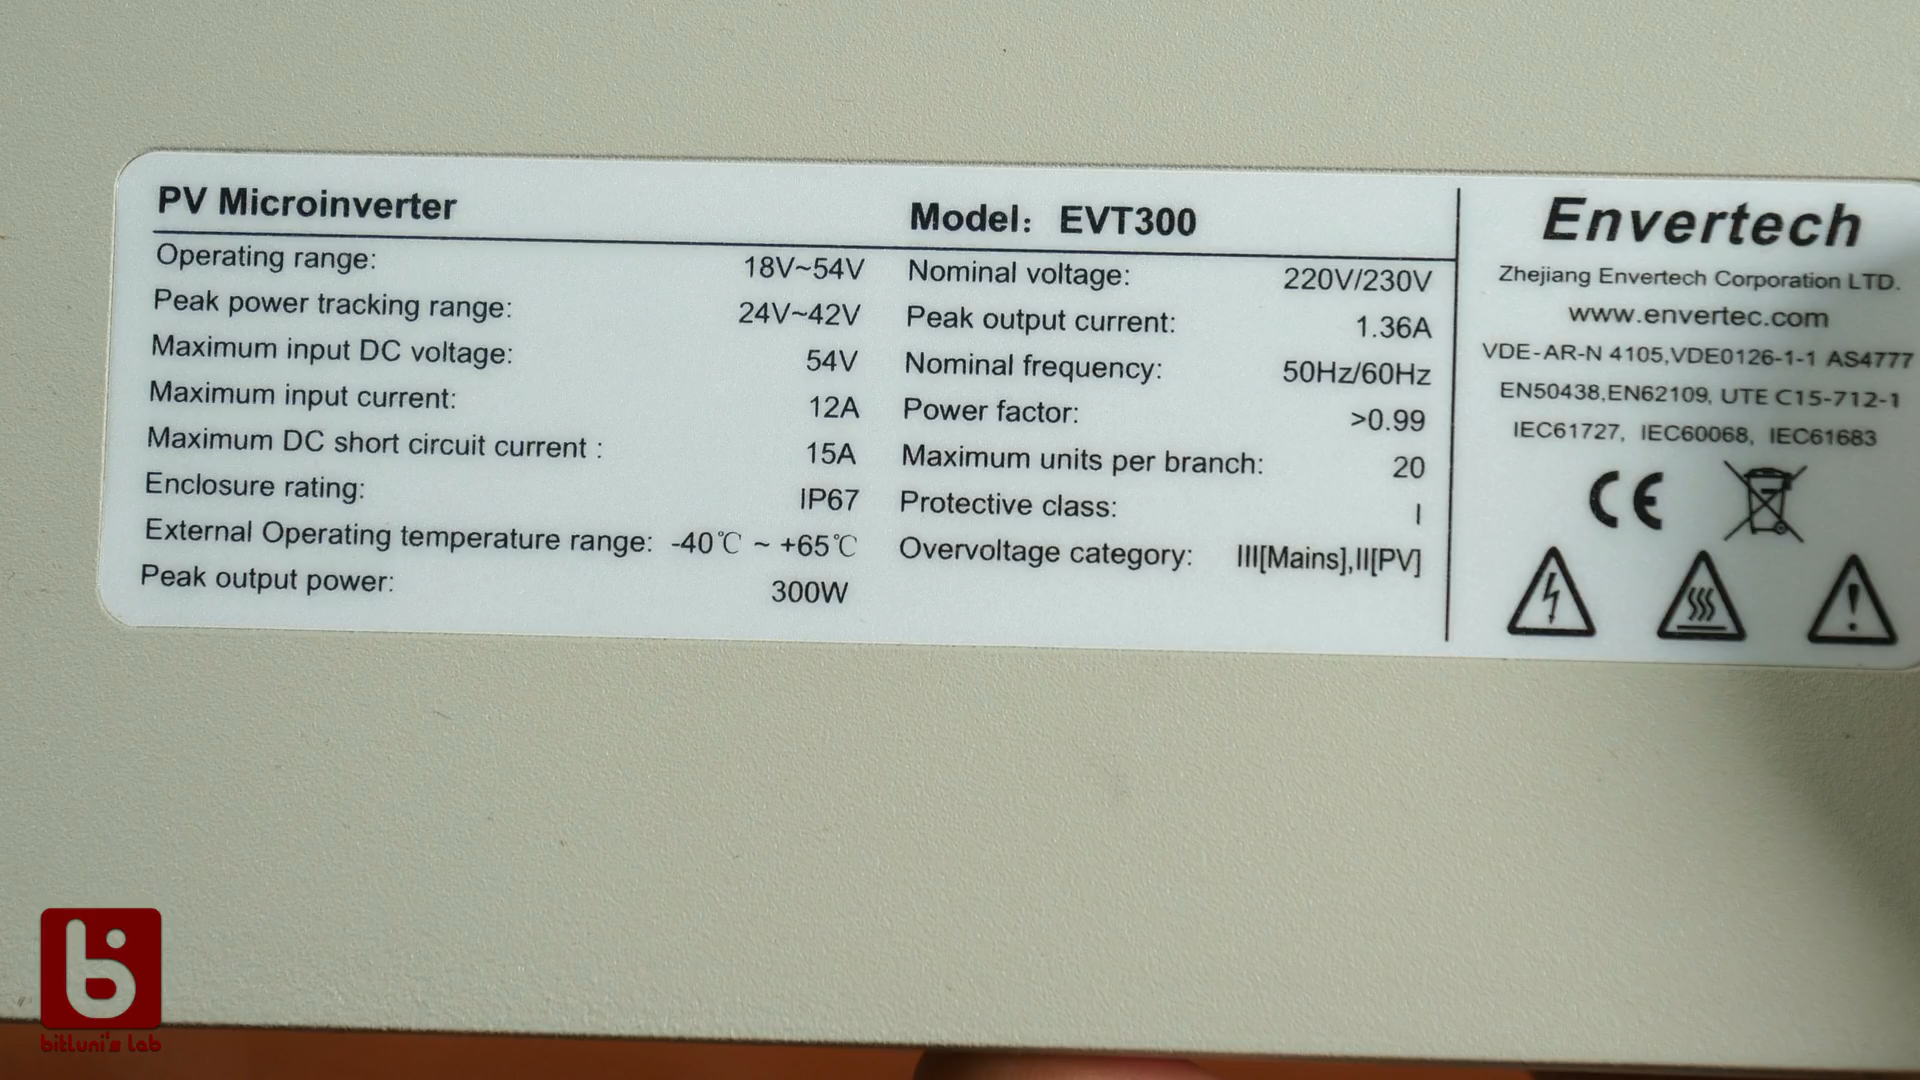 PV Microinverter
Model: EVT300
Operating range: 18V~54V
Peak power tracking range: 24V~42V
Maximum input DC voltage: 54V
Maximum input current: 12A
Maximum DC short circuit current : 15A
Enclosure rating: IP67
External Operating temperature range: -40℃ ~ +65℃
Peak output power: 300W
Nominal voltage: 220V/230V
Peak output current: 1.36A
Nominal frequency: 50Hz/60Hz
Power factor: >0.99
Maximum units per branch: 20
Protective class: I
Overvoltage category: III[Mains],II[PV]
Envertech
Zhejiang Envertech Corporation LTD.
www.envertec.com
VDE-AR-N 4105,VDE0126-1-1 AS4777
EN50438,EN62109, UTE C15-712-1
IEC61727, IEC60068, IEC61683
CE
bitluni's lab